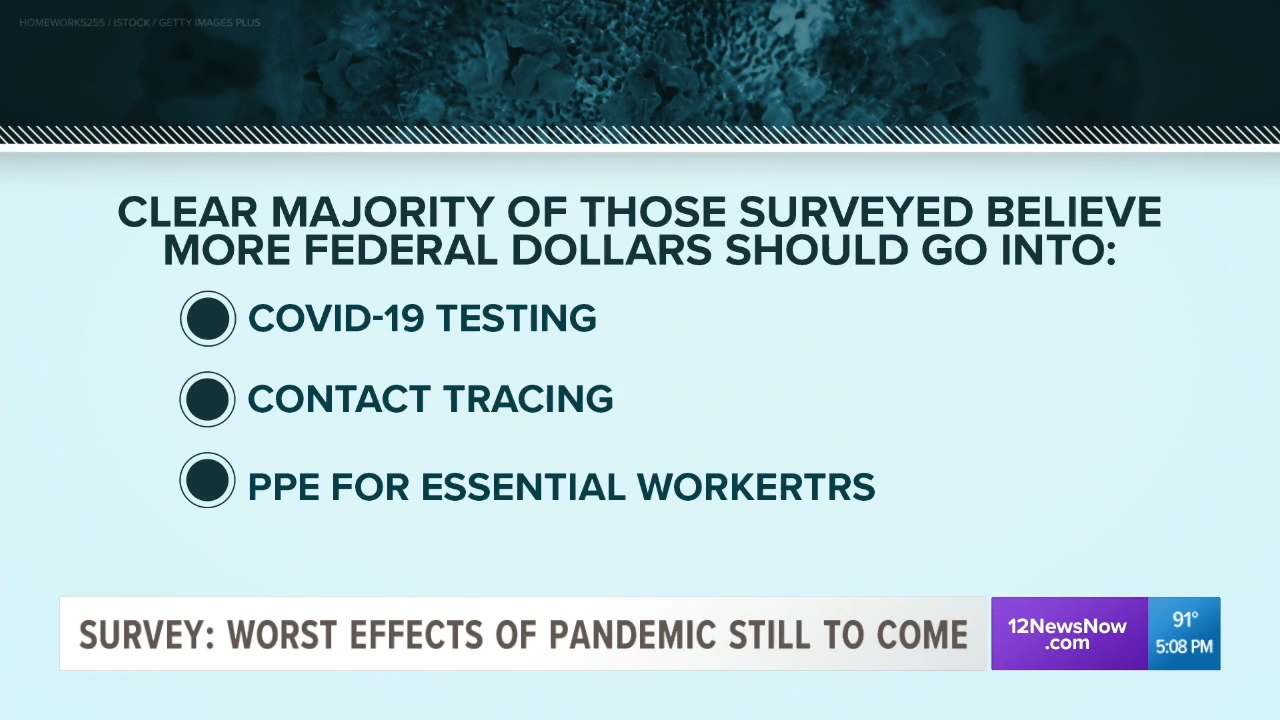 HOMEWORKS255 / ISTOCK / GETTY IMAGES PLUS
CLEAR MAJORITY OF THOSE SURVEYED BELIEVE
MORE FEDERAL DOLLARS SHOULD GO INTO:
COVID-19 TESTING
CONTACT TRACING
PPE FOR ESSENTIAL WORKERTRS
SURVEY: WORST EFFECTS OF PANDEMIC STILL TO COME
12NewsNow
.com
91°
5:08 PM